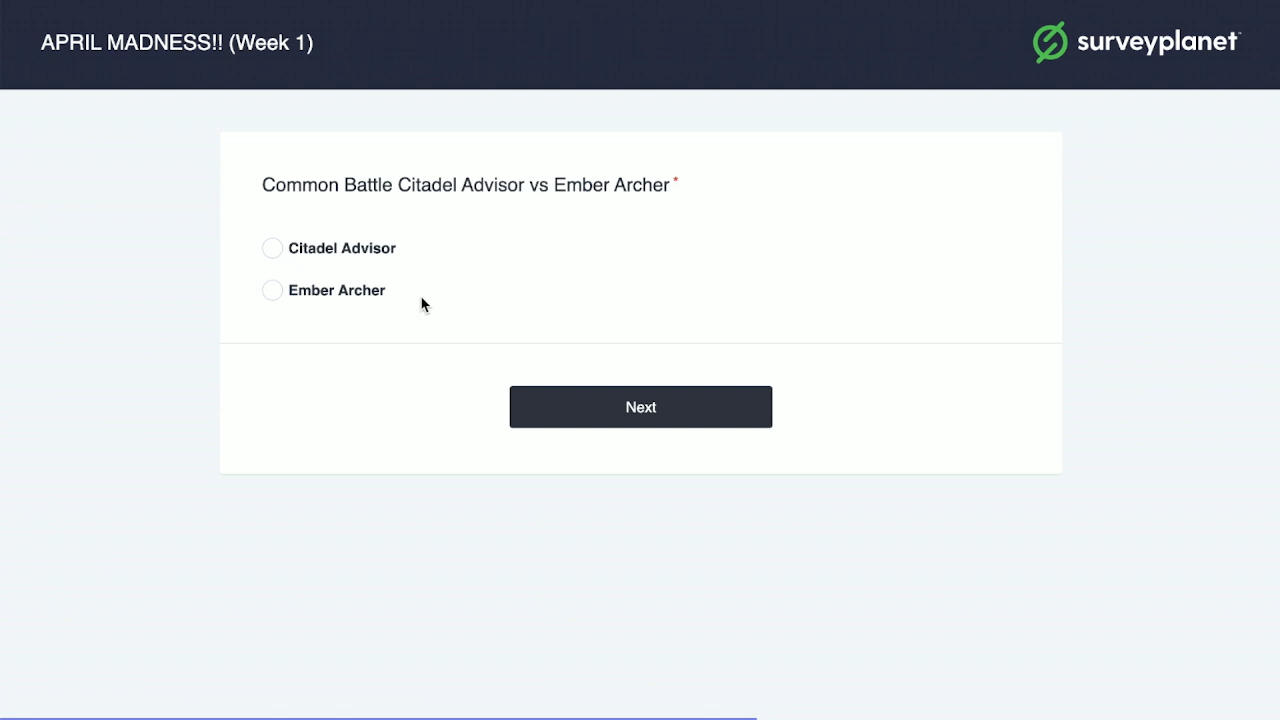 APRIL MADNESS!! (Week 1)
surveyplanet
Common Battle Citadel Advisor vs Ember Archer *
Citadel Advisor
Ember Archer
Next